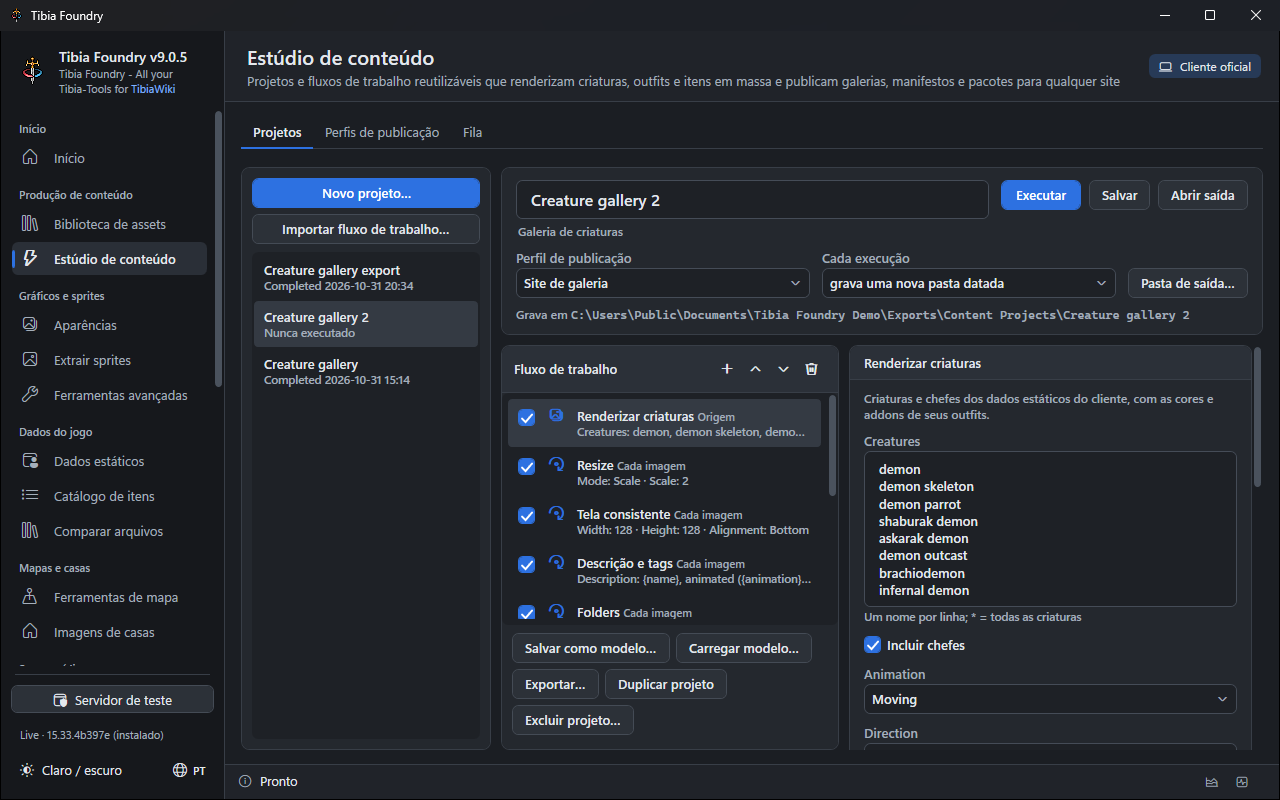 Tibia Foundry
Tibia Foundry v9.0.5
Tibia Foundry - All your
Tibia-Tools for TibiaWiki
Início
Início
Produção de conteúdo
Biblioteca de assets
Estúdio de conteúdo
Gráficos e sprites
Aparências
Extrair sprites
Ferramentas avançadas
Dados do jogo
Dados estáticos
Catálogo de itens
Comparar arquivos
Mapas e casas
Ferramentas de mapa
Imagens de casas
Servidor de teste
Live · 15.33.4b397e (instalado)
Claro / escuro
PT
Estúdio de conteúdo
Projetos e fluxos de trabalho reutilizáveis que renderizam criaturas, outfits e itens em massa e publicam galerias, manifestos e pacotes para qualquer site
Cliente oficial
Projetos
Perfis de publicação
Fila
Novo projeto...
Importar fluxo de trabalho...
Creature gallery export
Completed 2026-10-31 20:34
Creature gallery 2
Nunca executado
Creature gallery
Completed 2026-10-31 15:14
Creature gallery 2
Executar
Salvar
Abrir saída
Galeria de criaturas
Perfil de publicação
Cada execução
Site de galeria
grava uma nova pasta datada
Pasta de saída...
Grava em C:\Users\Public\Documents\Tibia Foundry Demo\Exports\Content Projects\Creature gallery 2
Fluxo de trabalho
Renderizar criaturas Origem
Creatures: demon, demon skeleton, demo...
Resize Cada imagem
Mode: Scale · Scale: 2
Tela consistente Cada imagem
Width: 128 · Height: 128 · Alignment: Bottom
Descrição e tags Cada imagem
Description: {name}, animated ({animation}...
Folders Cada imagem
Salvar como modelo...
Carregar modelo...
Exportar...
Duplicar projeto
Excluir projeto...
Renderizar criaturas
Criaturas e chefes dos dados estáticos do cliente, com as cores e
addons de seus outfits.
Creatures
demon
demon skeleton
demon parrot
shaburak demon
askarak demon
demon outcast
brachiodemon
infernal demon
Um nome por linha; * = todas as criaturas
Incluir chefes
Animation
Moving
Direction
Pronto